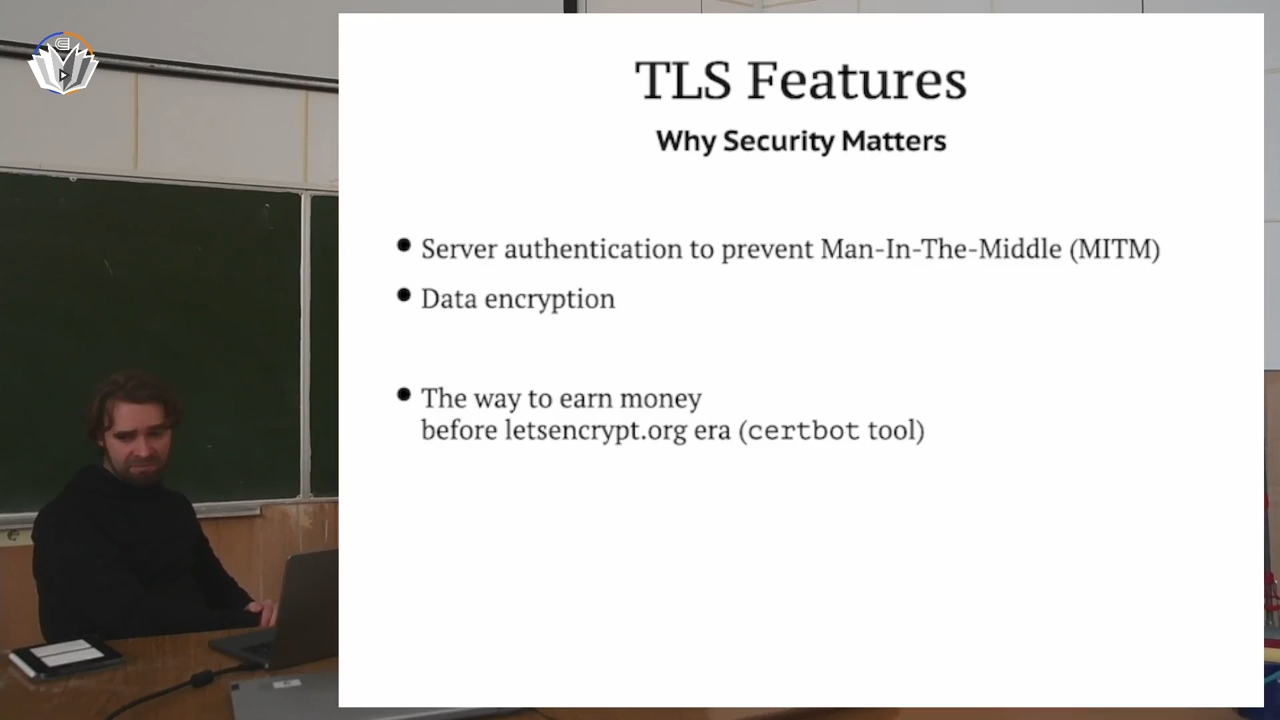 TLS Features
Why Security Matters
• Server authentication to prevent Man-In-The-Middle (MITM)
• Data encryption
• The way to earn money
before letsencrypt.org era (certbot tool)